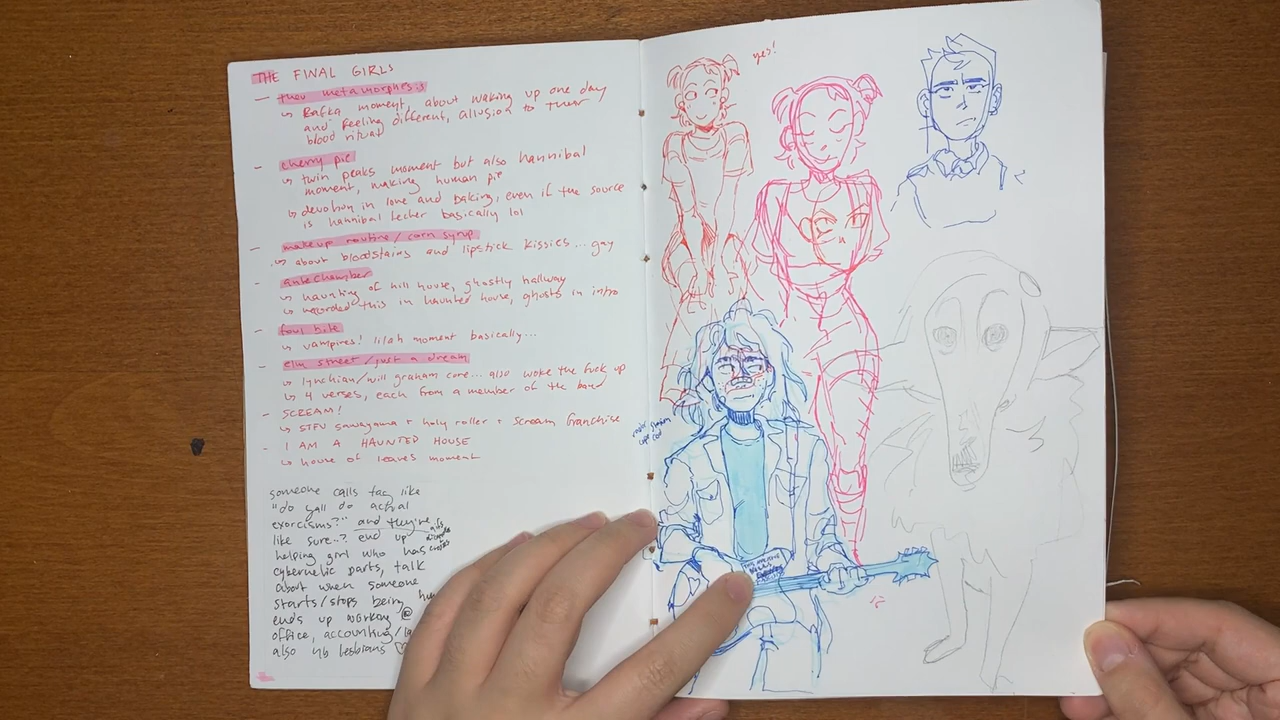 THE FINAL GIRLS
— thou metamorphesis
↳ Kafka moment, about waking up one day
and feeling different, allusion to their
blood ritual
— cherry pie
↳ twin peaks moment but also hannibal
moment, making human pie
↳ devotion in love and baking, even if the source
is hannibal lecter basically lol
— makeup routine/corn syrup
↳ about bloodstains and lipstick kissies... gay
— antechamber
↳ haunting of hill house, ghostly hallway
↳ recorded this in haunted house, ghosts in intro
— foul bite
↳ vampires! lilah moment basically...
— elm street/just a dream
↳ lynchian/will graham core... also woke the fuck up
↳ 4 verses, each from a member of the band
- SCREAM!
↳ STFU sawayama + holy roller + scream franchise
- I AM A HAUNTED HOUSE
↳ house of leaves moment
someone calls tag like
"do yall do actual
exorcisms?" and they're
like sure..? end up
helping girl who has
cybernetic parts, talk
about when someone
starts/stops being
ends up working @
office, accounting/
also nb lesbians
yes!